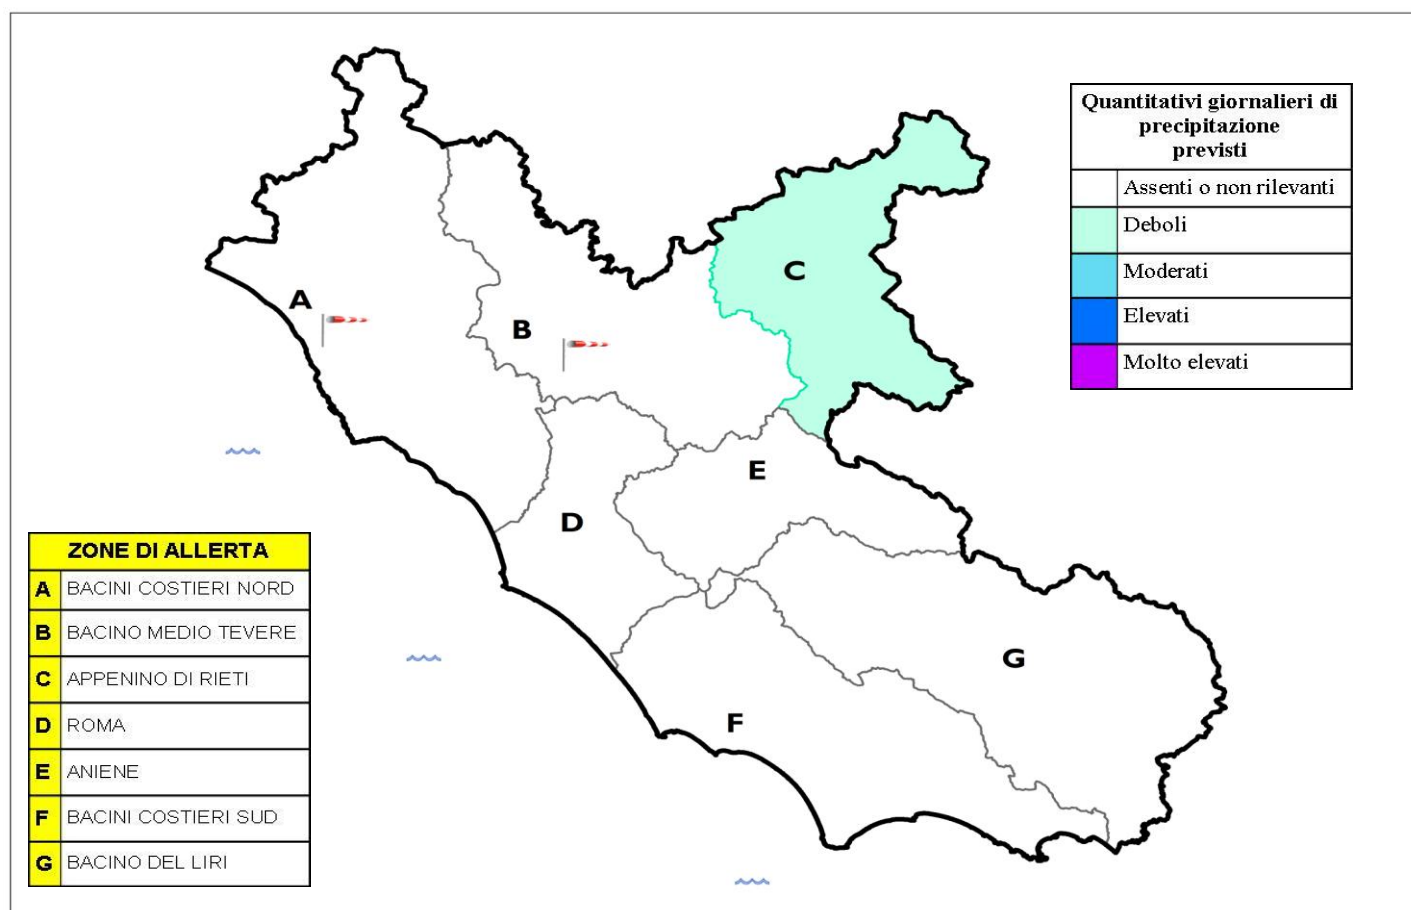 Quantitativi giornalieri di
precipitazione
previsti
Assenti o non rilevanti
Deboli
Moderati
Elevati
Molto elevati
C
A
B
E
D
G
F
ZONE DI ALLERTA
A BACINI COSTIERI NORD
B BACINO MEDIO TEVERE
C APPENINO DI RIETI
D ROMA
E ANIENE
F BACINI COSTIERI SUD
G BACINO DEL LIRI